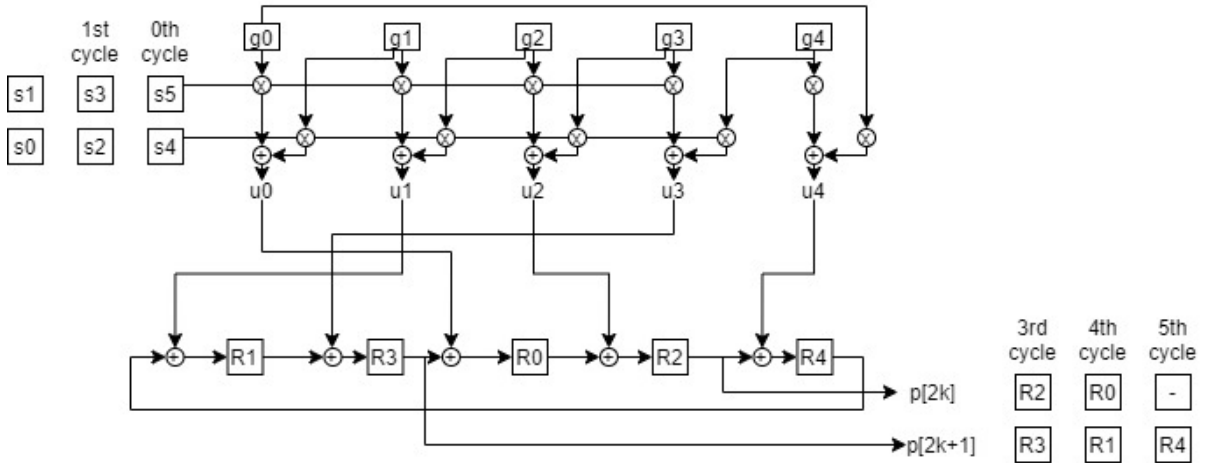 1st cycle 0th cycle
g0 g1 g2 g3 g4
s1 s3 s5
X X X X X
s0 s2 s4
X X X X X
+ + + + +
u0 u1 u2 u3 u4
3rd cycle 4th cycle 5th cycle
+ R1 + R3 + R0 + R2 + R4
p[2k] R2 R0 -
p[2k+1] R3 R1 R4